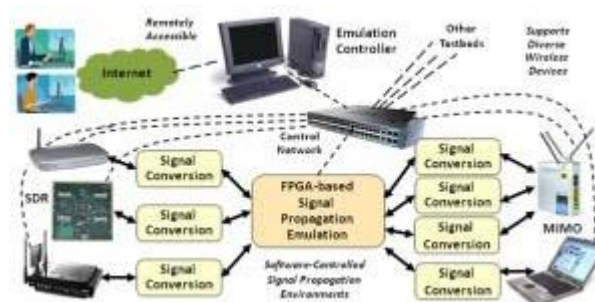 Remotely
Accessible
Internet
Emulation
Controller
Other
Testbeds
Supports
Diverse
Wireless
Devices
Control
Network
SDR
Signal
Conversion
Signal
Conversion
Signal
Conversion
FPGA-based
Signal
Propagation
Emulation
Software-Controlled
Signal Propagation
Environments
Signal
Conversion
Signal
Conversion
Signal
Conversion
Signal
Conversion
MIMO